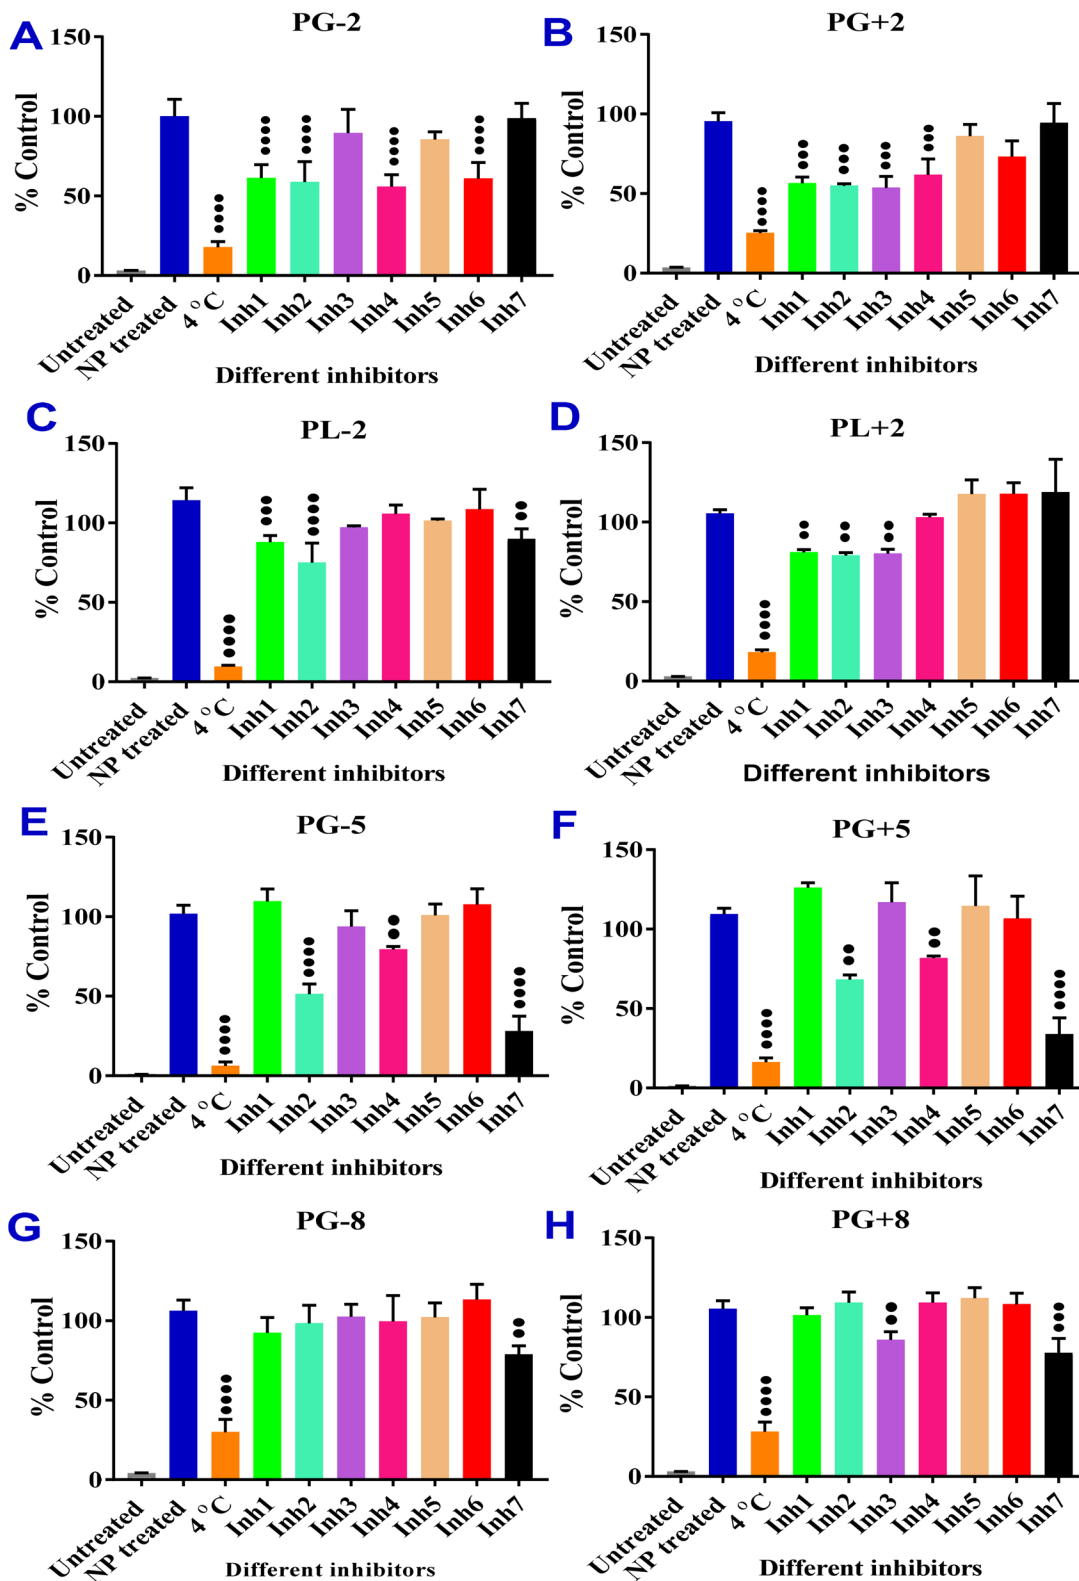 A
PG-2
% Control
150
100
50
0
Untreated
NP treated
4 °C
Inh1
Inh2
Inh3
Inh4
Inh5
Inh6
Inh7
Different inhibitors
B
PG+2
% Control
150
100
50
0
Untreated
NP treated
4 °C
Inh1
Inh2
Inh3
Inh4
Inh5
Inh6
Inh7
Different inhibitors
C
PL-2
% Control
150
100
50
0
Untreated
NP treated
4 °C
Inh1
Inh2
Inh3
Inh4
Inh5
Inh6
Inh7
Different inhibitors
D
PL+2
% Control
150
100
50
0
Untreated
NP treated
4 °C
Inh1
Inh2
Inh3
Inh4
Inh5
Inh6
Inh7
Different inhibitors
E
PG-5
% Control
150
100
50
0
Untreated
NP treated
4 °C
Inh1
Inh2
Inh3
Inh4
Inh5
Inh6
Inh7
Different inhibitors
F
PG+5
% Control
150
100
50
0
Untreated
NP treated
4 °C
Inh1
Inh2
Inh3
Inh4
Inh5
Inh6
Inh7
Different inhibitors
G
PG-8
% Control
150
100
50
0
Untreated
NP treated
4 °C
Inh1
Inh2
Inh3
Inh4
Inh5
Inh6
Inh7
Different inhibitors
H
PG+8
% Control
150
100
50
0
Untreated
NP treated
4 °C
Inh1
Inh2
Inh3
Inh4
Inh5
Inh6
Inh7
Different inhibitors